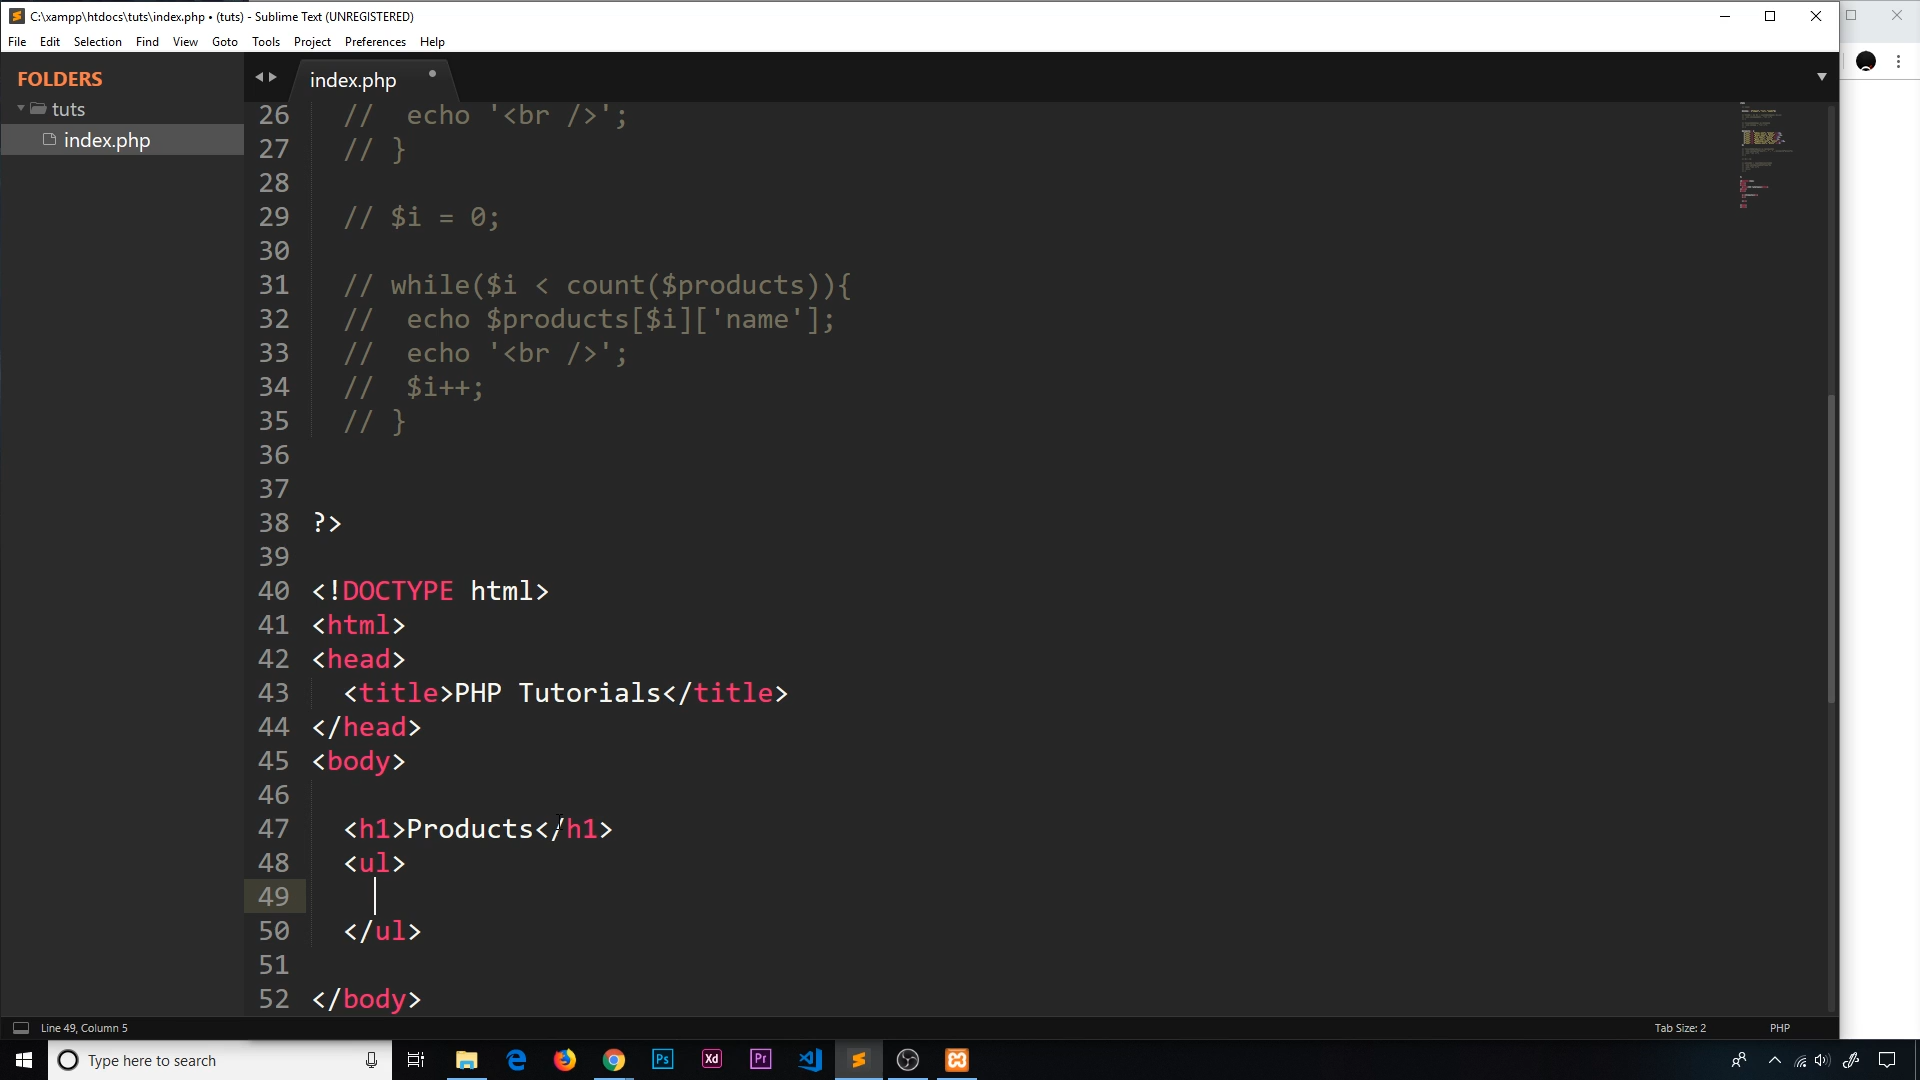 C:\xampp\htdocs\tuts\index.php • (tuts) - Sublime Text (UNREGISTERED)
File Edit Selection Find View Goto Tools Project Preferences Help
FOLDERS
tuts
index.php
index.php
26 //  echo '<br />';
27 // }
28
29 // $i = 0;
30
31 // while($i < count($products)){
32 //  echo $products[$i]['name'];
33 //  echo '<br />';
34 //  $i++;
35 // }
36
37
38 ?>
39
40 <!DOCTYPE html>
41 <html>
42 <head>
43 <title>PHP Tutorials</title>
44 </head>
45 <body>
46
47 <h1>Products</h1>
48 <ul>
49
50 </ul>
51
52 </body>
Line 49, Column 5
Tab Size: 2
PHP
Type here to search
Ps
Xd
Pr